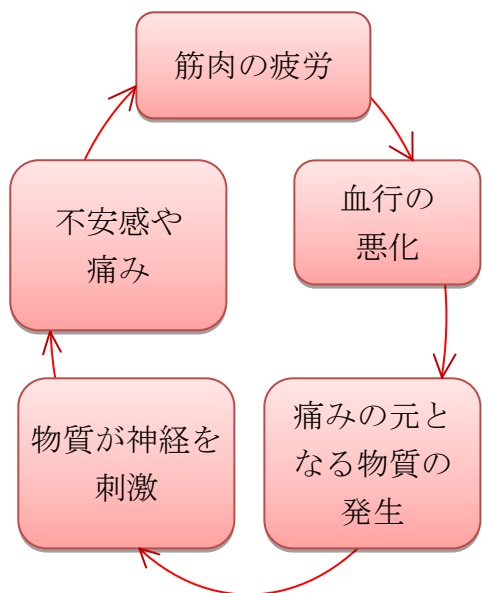 筋肉の疲労
血行の
悪化
痛みの元と
なる物質の
発生
物質が神経を
刺激
不安感や
痛み